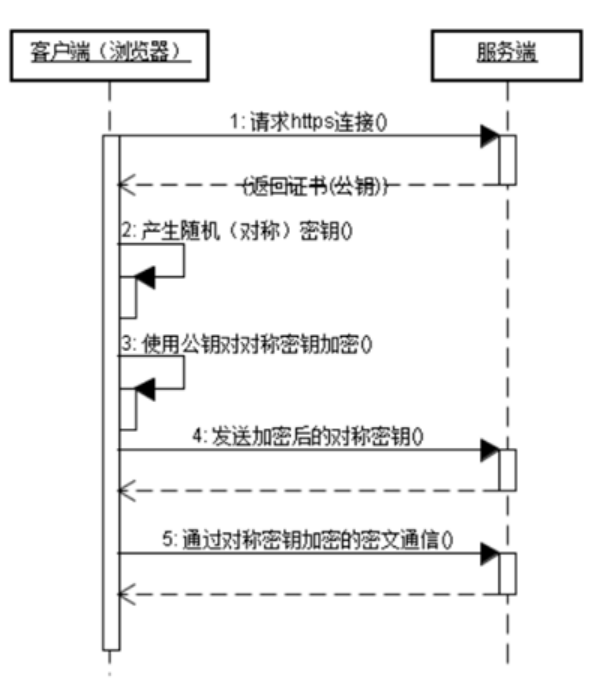 客户端（浏览器）
服务端
1: 请求https连接()
{返回证书(公钥)}
2: 产生随机（对称）密钥()
3: 使用公钥对对称密钥加密()
4: 发送加密后的对称密钥()
5: 通过对称密钥加密的密文通信()